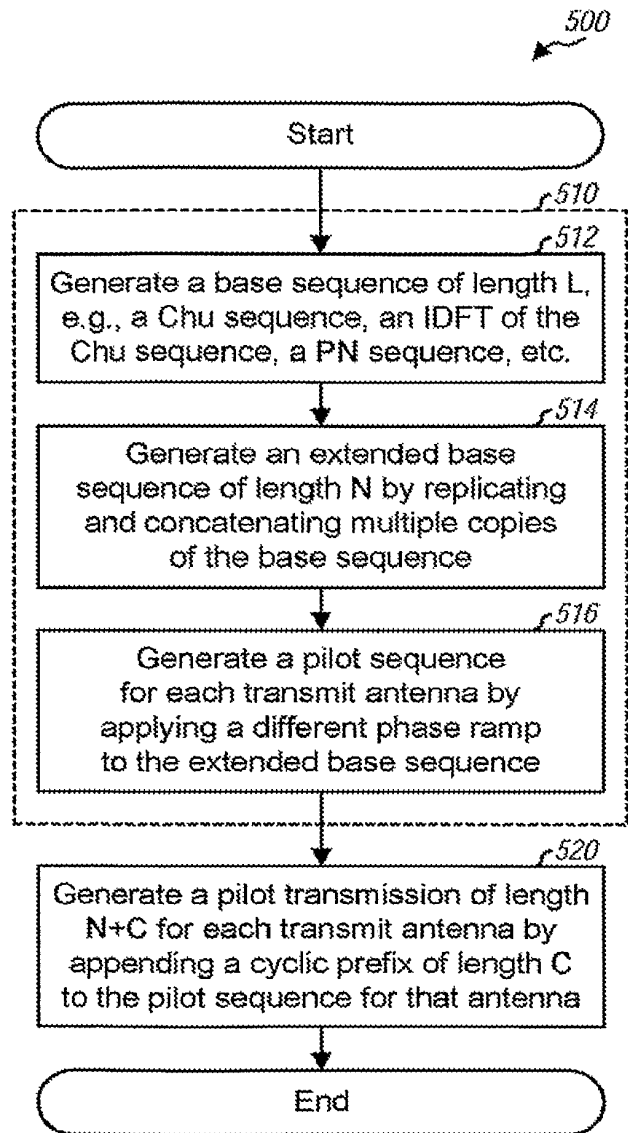 500
Start
510
512
Generate a base sequence of length L,
e.g., a Chu sequence, an IDFT of the
Chu sequence, a PN sequence, etc.
514
Generate an extended base
sequence of length N by replicating
and concatenating multiple copies
of the base sequence
516
Generate a pilot sequence
for each transmit antenna by
applying a different phase ramp
to the extended base sequence
520
Generate a pilot transmission of length
N+C for each transmit antenna by
appending a cyclic prefix of length C
to the pilot sequence for that antenna
End